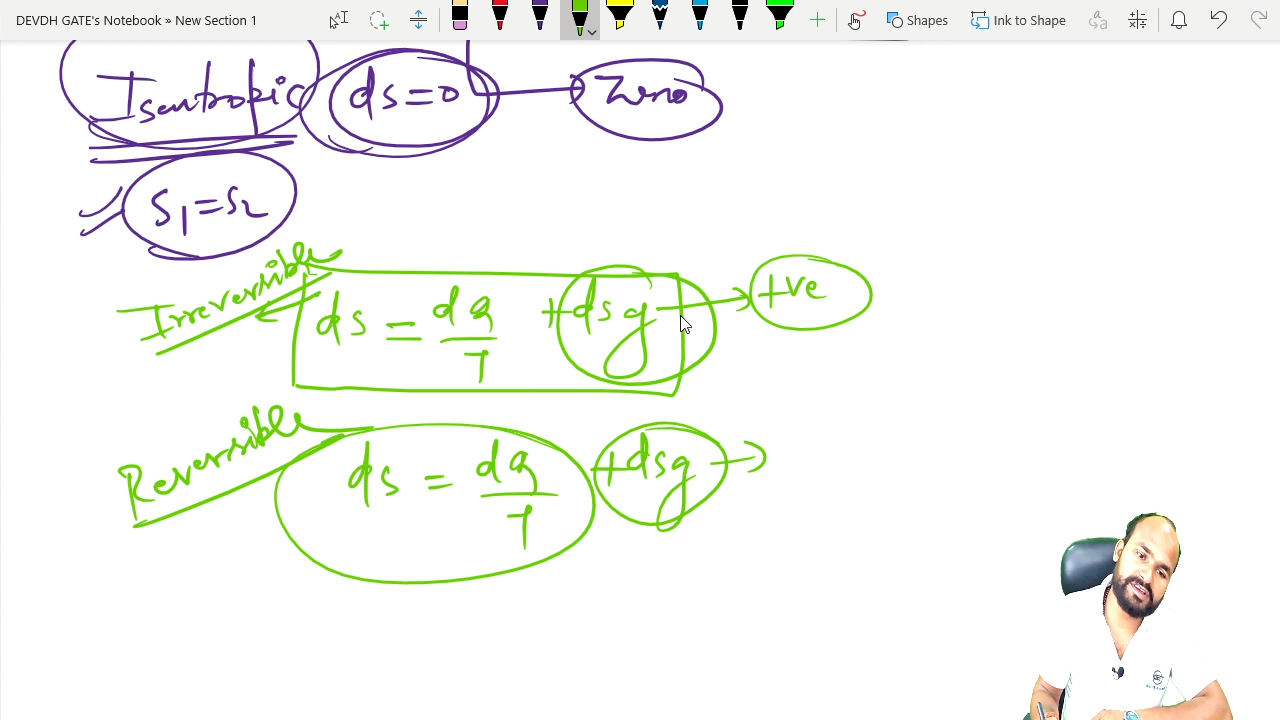 DEVDH GATE's Notebook » New Section 1
Shapes
Ink to Shape
Isentropic ds=0 → Zero
S1=S2
Irreversible ds = dq/T +dsg → +ve
Reversible ds = dq/T +dsg →